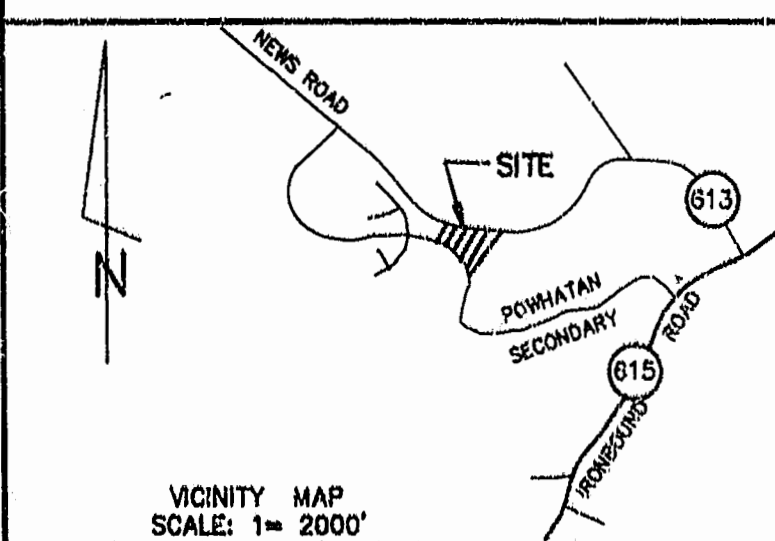 NEWS ROAD
SITE
613
N
POWHATAN
SECONDARY
ROAD
615
IRONBOUND
VICINITY MAP
SCALE: 1= 2000'